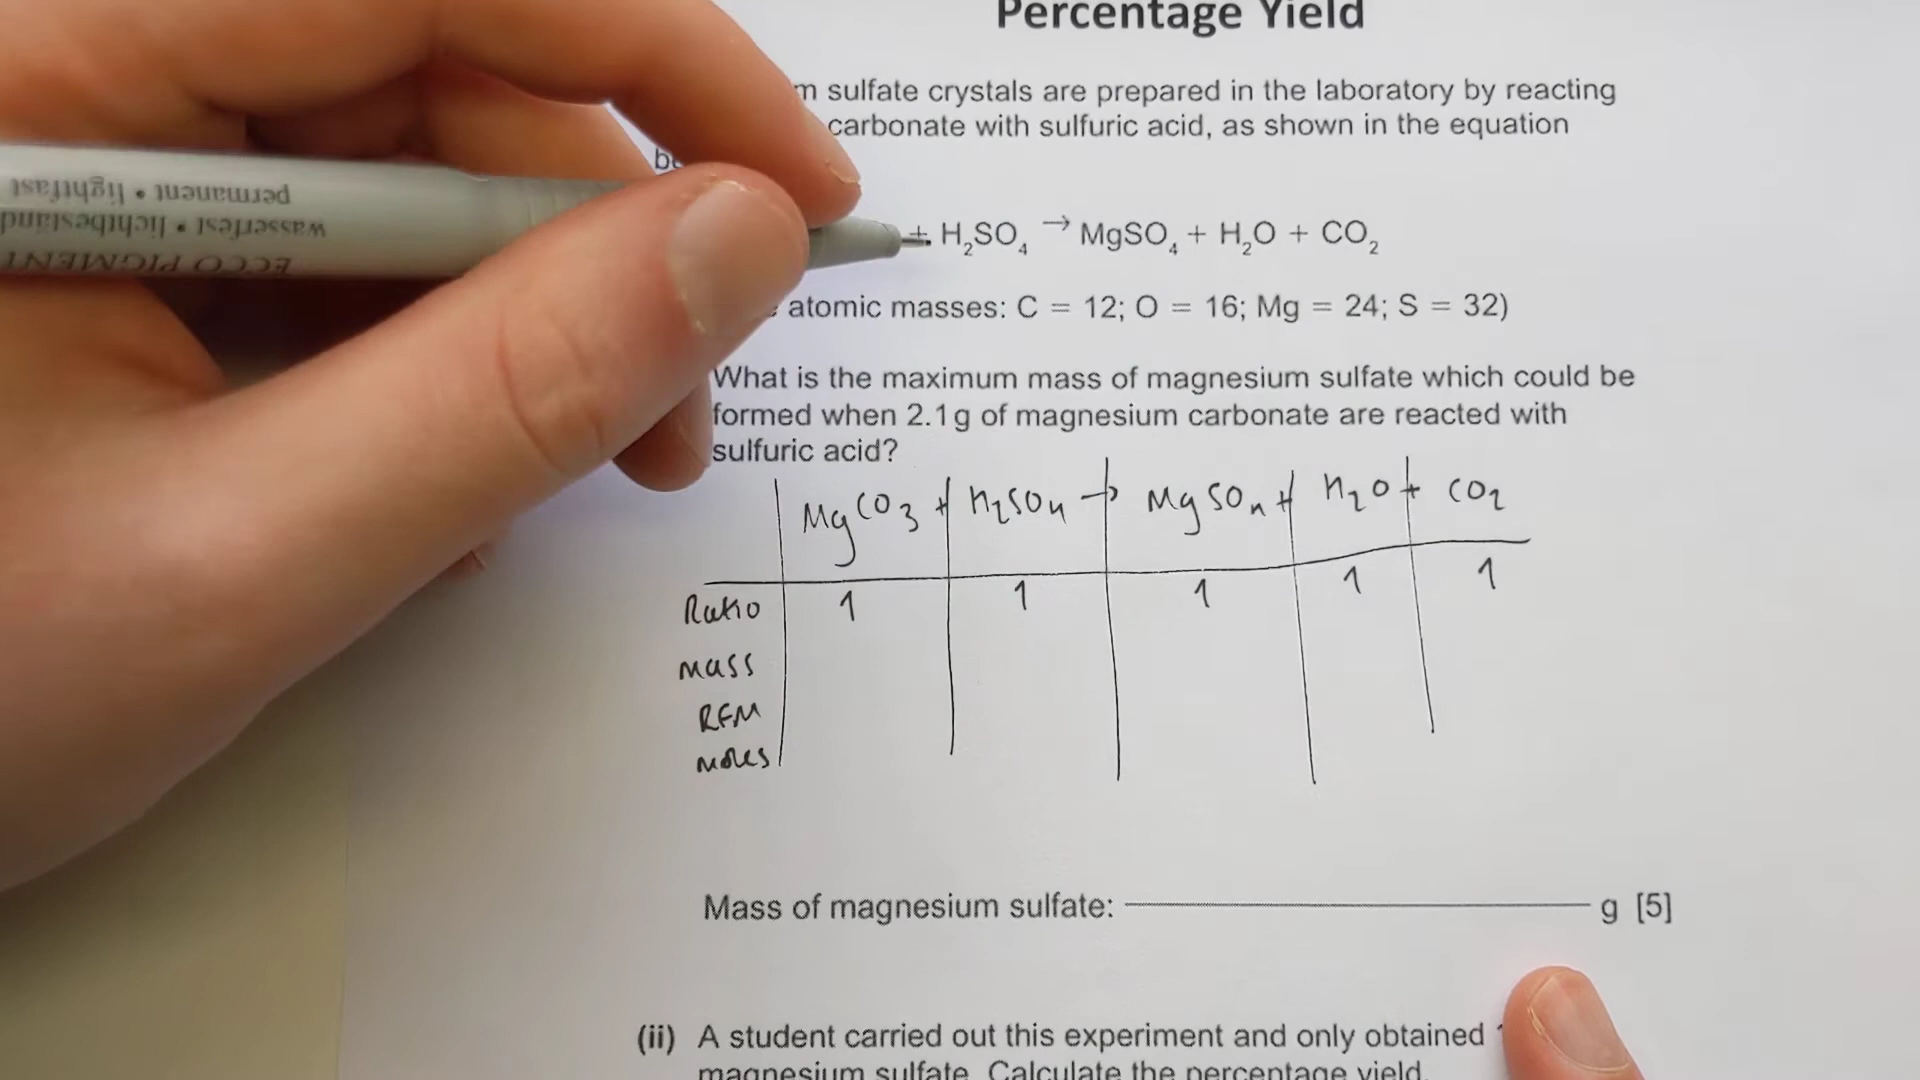 Percentage Yield
m sulfate crystals are prepared in the laboratory by reacting
carbonate with sulfuric acid, as shown in the equation
be
+ H₂SO₄ → MgSO₄ + H₂O + CO₂
atomic masses: C = 12; O = 16; Mg = 24; S = 32)
What is the maximum mass of magnesium sulfate which could be
formed when 2.1g of magnesium carbonate are reacted with
sulfuric acid?
MgCO₃ + H₂SO₄ → MgSO₄ + H₂O + CO₂
Ratio 1 1 1 1 1
mass
RFM
moles
Mass of magnesium sulfate: g [5]
(ii) A student carried out this experiment and only obtained
magnesium sulfate. Calculate the percentage yield.
permanent • lightfast
wasserfest • lichtbeständ
ECCO PIGMENT